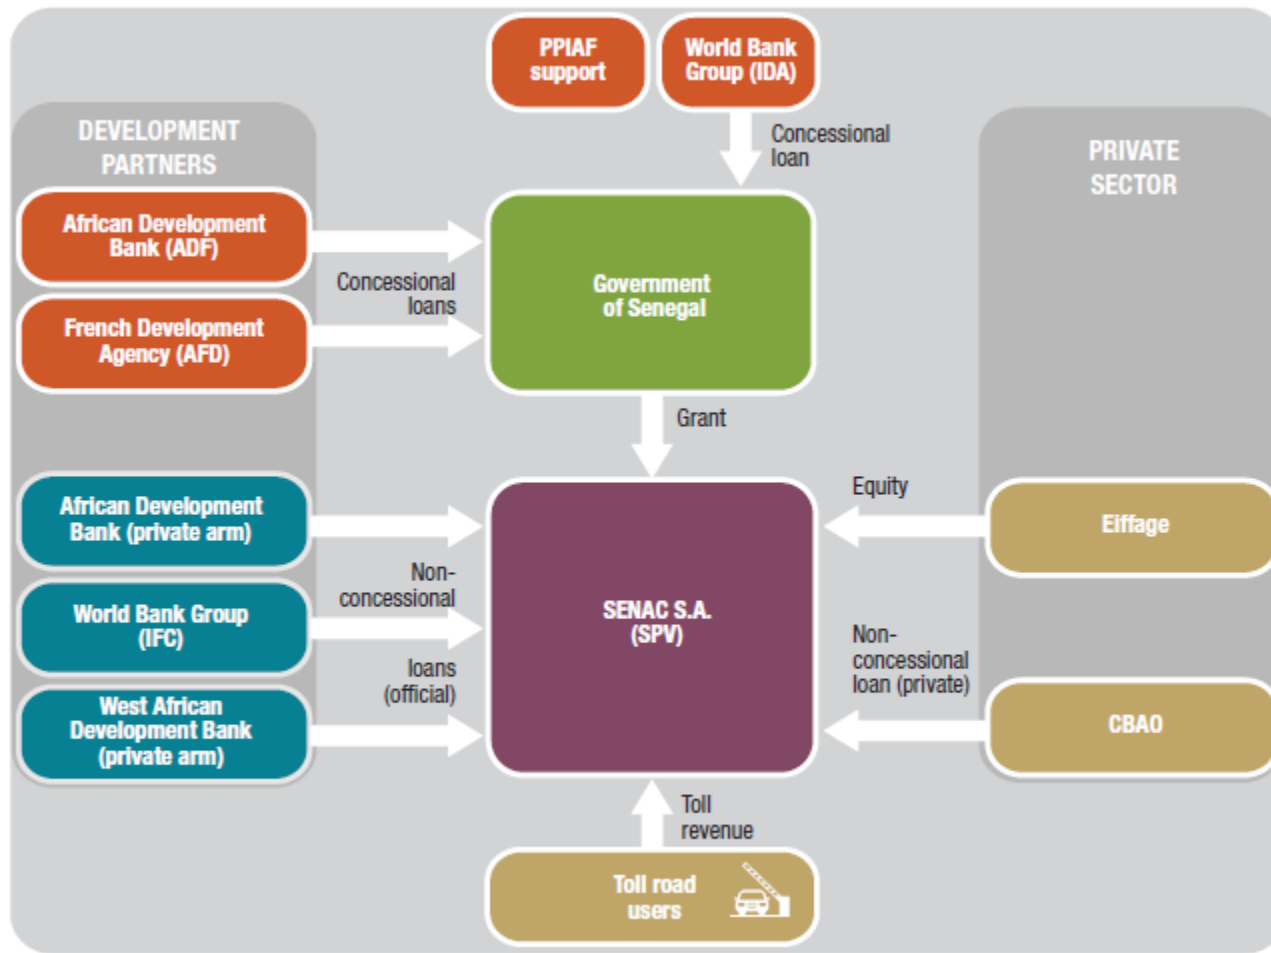 PPIAF
support
World Bank
Group (IDA)
DEVELOPMENT
PARTNERS
Concessional
loan
PRIVATE
SECTOR
African Development
Bank (ADF)
Concessional
loans
French Development
Agency (AFD)
Government
of Senegal
Grant
African Development
Bank (private arm)
Non-
concessional
World Bank Group
(IFC)
loans
(official)
West African
Development Bank
(private arm)
SENAC S.A.
(SPV)
Equity
Eiffage
Non-
concessional
loan (private)
CBAO
Toll
revenue
Toll road
users